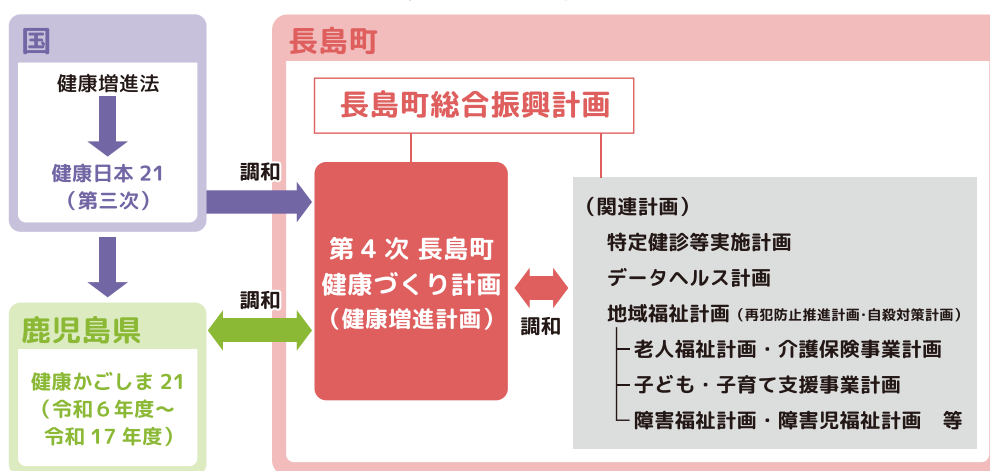 国
健康増進法
健康日本 21
（第三次）
鹿児島県
健康かごしま 21
（令和６年度～
令和 17 年度）
調和
調和
長島町
長島町総合振興計画
第 4 次 長島町
健康づくり計画
（健康増進計画）
調和
（関連計画）
特定健診等実施計画
データヘルス計画
地域福祉計画（再犯防止推進計画･自殺対策計画）
老人福祉計画・介護保険事業計画
子ども・子育て支援事業計画
障害福祉計画・障害児福祉計画　等